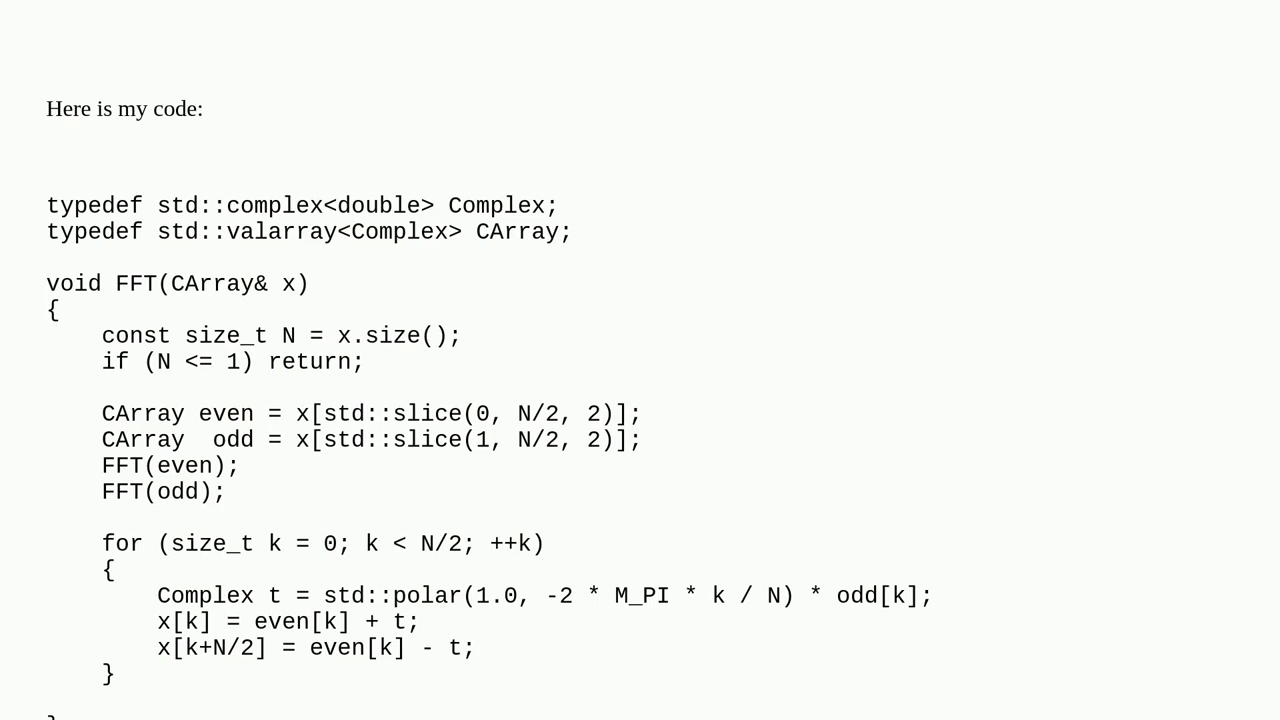 Here is my code:
typedef std::complex<double> Complex;
typedef std::valarray<Complex> CArray;
void FFT(CArray& x)
{
    const size_t N = x.size();
    if (N <= 1) return;
    CArray even = x[std::slice(0, N/2, 2)];
    CArray  odd = x[std::slice(1, N/2, 2)];
    FFT(even);
    FFT(odd);
    for (size_t k = 0; k < N/2; ++k)
    {
        Complex t = std::polar(1.0, -2 * M_PI * k / N) * odd[k];
        x[k] = even[k] + t;
        x[k+N/2] = even[k] - t;
    }
}